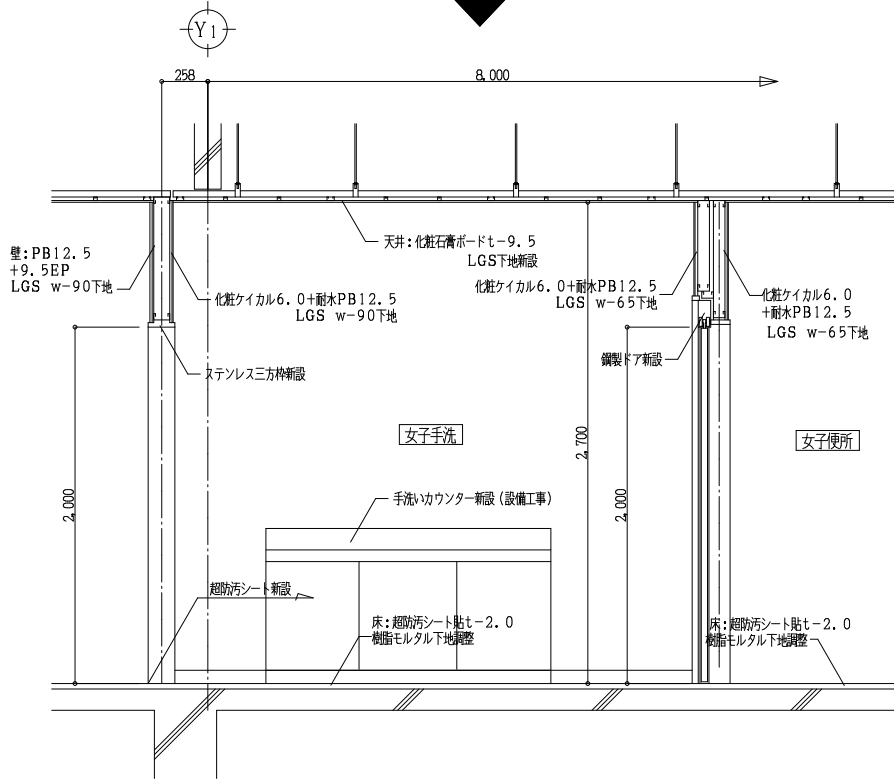 Y1
258
8,000
天井:化粧石膏ボードt-9.5
LGS下地新設
壁:PB12.5
+9.5EP
LGS w-90下地
化粧ケイカル6.0+耐水PB12.5
LGS w-90下地
化粧ケイカル6.0+耐水PB12.5
LGS w-65下地
化粧ケイカル6.0
+耐水PB12.5
LGS w-65下地
ステンレス三方枠新設
鋼製ドア新設
女子手洗
女子便所
2,700
2,000
2,000
手洗いカウンター新設(設備工事)
超防汚シート新設
床:超防汚シート貼t-2.0
樹脂モルタル下地調整
床:超防汚シート貼t-2.0
樹脂モルタル下地調整